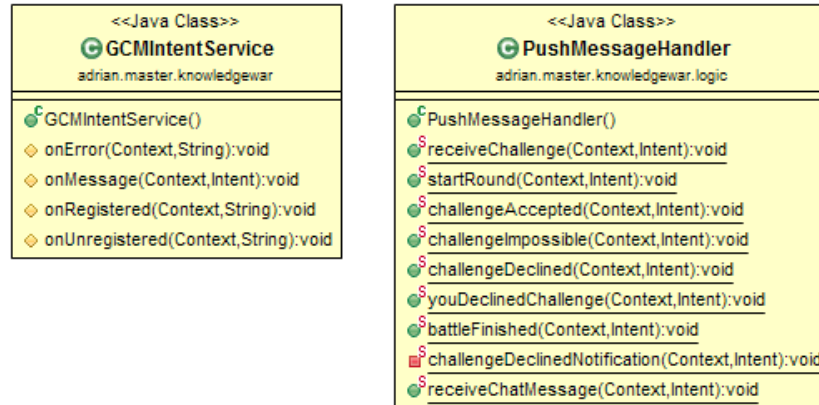 <<Java Class>>
GCMIntentService
adrian.master.knowledgewar
GCMIntentService()
onError(Context,String):void
onMessage(Context,Intent):void
onRegistered(Context,String):void
onUnregistered(Context,String):void
<<Java Class>>
PushMessageHandler
adrian.master.knowledgewar.logic
PushMessageHandler()
receiveChallenge(Context,Intent):void
startRound(Context,Intent):void
challengeAccepted(Context,Intent):void
challengeImpossible(Context,Intent):void
challengeDeclined(Context,Intent):void
youDeclinedChallenge(Context,Intent):void
battleFinished(Context,Intent):void
challengeDeclinedNotification(Context,Intent):void
receiveChatMessage(Context,Intent):void